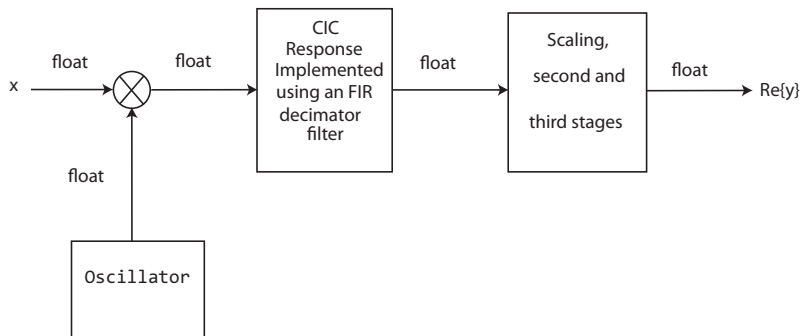 x
float
float
CIC
Response
Implemented
using an FIR
decimator
filter
float
Scaling,
second and
third stages
float
Re{y}
float
Oscillator